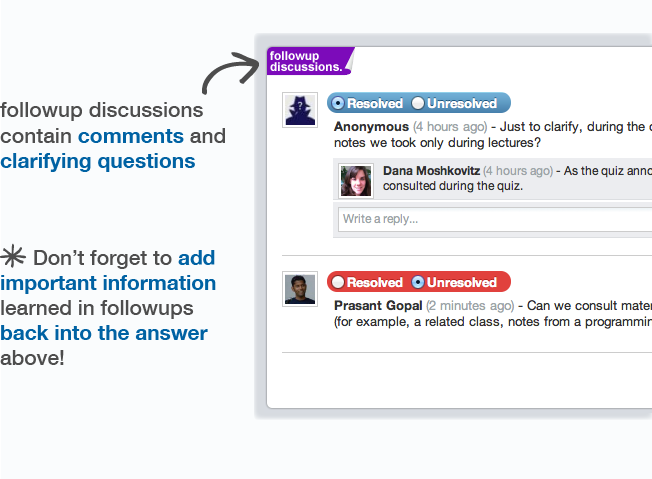 followup
discussions.
followup discussions
contain comments and
clarifying questions
?
Resolved Unresolved
Anonymous (4 hours ago) - Just to clarify, during the
notes we took only during lectures?
Dana Moshkovitz (4 hours ago) - As the quiz anno
consulted during the quiz.
Write a reply...
✳ Don't forget to add
important information
learned in followups
back into the answer
above!
Resolved Unresolved
Prasant Gopal (2 minutes ago) - Can we consult mater
(for example, a related class, notes from a programmin